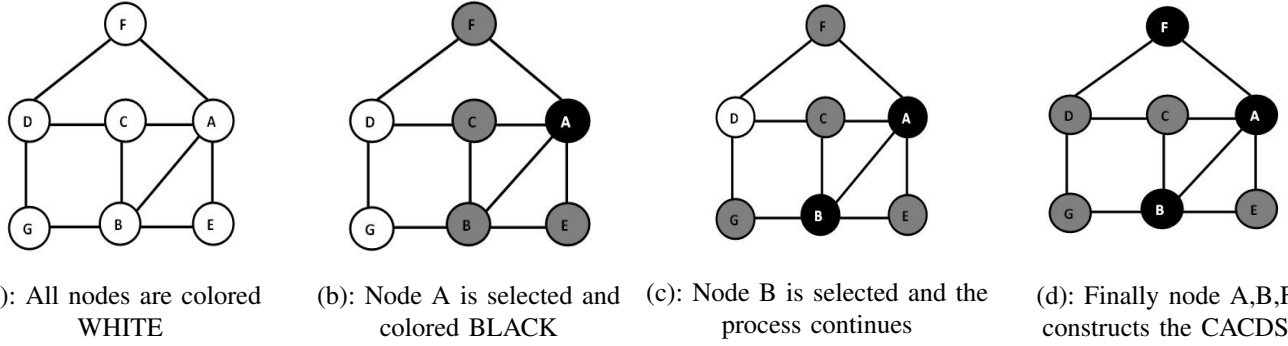 F
D C A
G B E
F
D C A
G B E
F
D C A
G B E
F
D C A
G B E
): All nodes are colored
WHITE
(b): Node A is selected and
colored BLACK
(c): Node B is selected and the
process continues
(d): Finally node A,B,F
constructs the CACDS